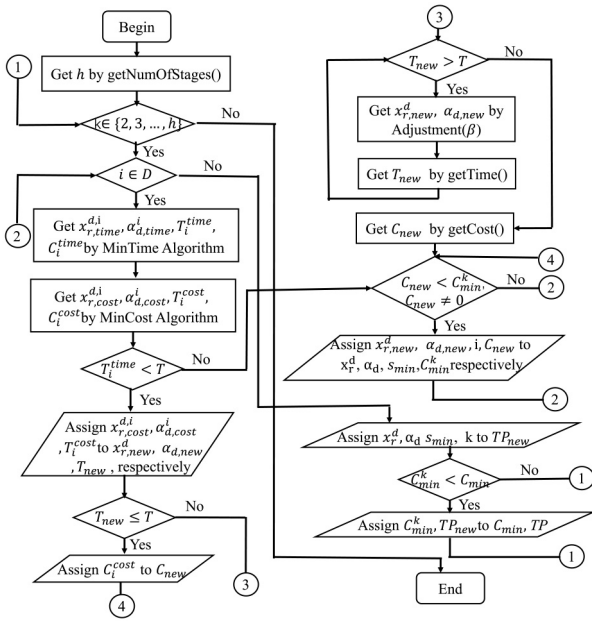 Begin
1
Get h by getNumOfStages()
k∈ {2, 3, ..., h}
No
Yes
i ∈ D
2
Yes
Get x_{r,time}^{d,i}, α_{d,time}^{i}, T_i^{time},
C_i^{time} by MinTime Algorithm
Get x_{r,cost}^{d,i}, α_{d,cost}^{i}, T_i^{cost},
C_i^{cost} by MinCost Algorithm
T_i^{time} < T
No
Yes
Assign x_{r,cost}^{d,i}, α_{d,cost}^{i}
, T_i^{cost} to x_{r,new}^{d}, α_{d,new}
, T_{new} , respectively
T_{new} ≤ T
No
Yes
Assign C_i^{cost} to C_{new}
3
4
3
T_{new} > T
No
Yes
Get x_{r,new}^{d}, α_{d,new} by
Adjustment(β)
Get T_{new} by getTime()
Get C_{new} by getCost()
4
C_{new} < C_{min}^{k},
C_{new} ≠ 0
No
2
Yes
Assign x_{r,new}^{d}, α_{d,new}, i, C_{new} to
x_r^d, α_d, s_{min}, C_{min}^{k} respectively
2
Assign x_r^d, α_d s_{min}, k to TP_{new}
C_{min}^{k} < C_{min}
No
1
Yes
Assign C_{min}^{k}, TP_{new} to C_{min}, TP
1
End